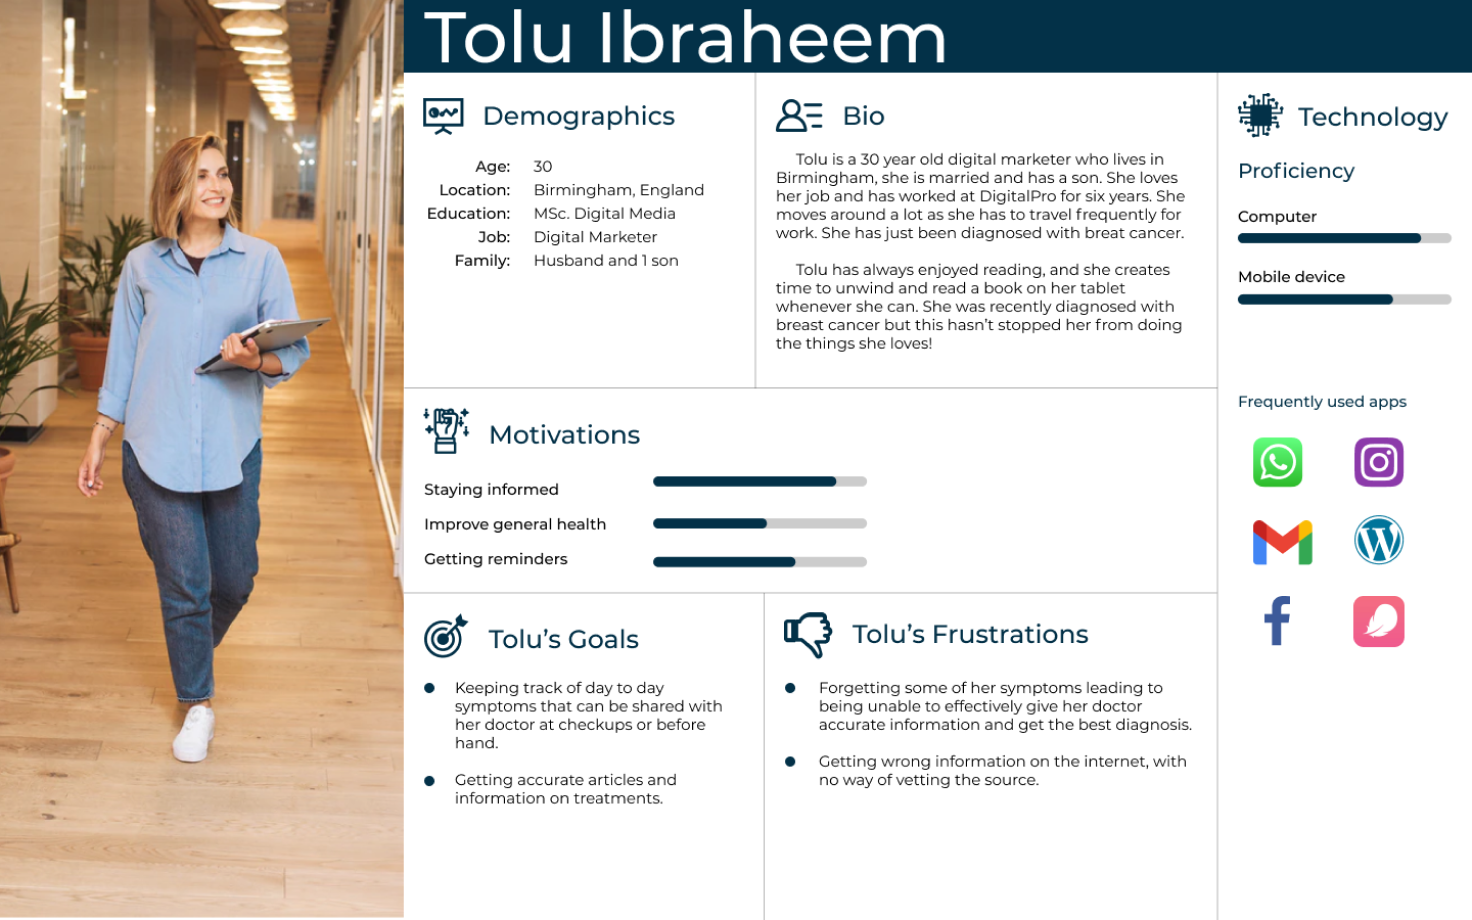 Tolu Ibraheem
Demographics
Age: 30
Location: Birmingham, England
Education: MSc. Digital Media
Job: Digital Marketer
Family: Husband and 1 son
Bio
Tolu is a 30 year old digital marketer who lives in
Birmingham, she is married and has a son. She loves
her job and has worked at DigitalPro for six years. She
moves around a lot as she has to travel frequently for
work. She has just been diagnosed with breat cancer.
Tolu has always enjoyed reading, and she creates
time to unwind and read a book on her tablet
whenever she can. She was recently diagnosed with
breast cancer but this hasn't stopped her from doing
the things she loves!
Technology
Proficiency
Computer
Mobile device
Frequently used apps
Motivations
Staying informed
Improve general health
Getting reminders
Tolu's Goals
Keeping track of day to day
symptoms that can be shared with
her doctor at checkups or before
hand.
Getting accurate articles and
information on treatments.
Tolu's Frustrations
Forgetting some of her symptoms leading to
being unable to effectively give her doctor
accurate information and get the best diagnosis.
Getting wrong information on the internet, with
no way of vetting the source.